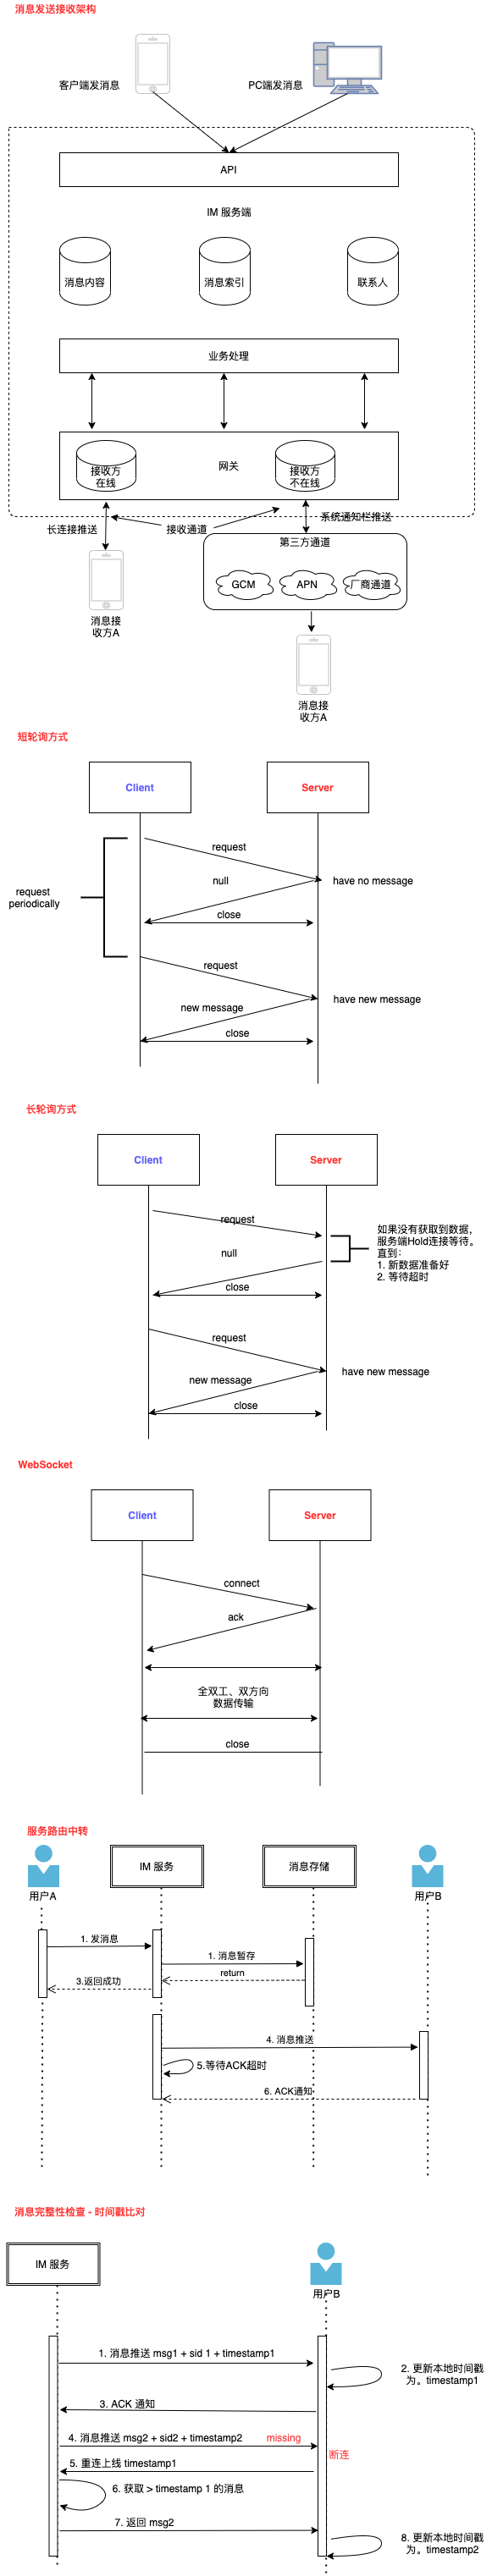 消息发送接收架构
客户端发消息
PC端发消息
API
IM 服务端
消息内容
消息索引
联系人
业务处理
接收方
在线
网关
接收方
不在线
长连接推送
接收通道
系统通知栏推送
第三方通道
GCM
APN
厂商通道
消息接
收方A
消息接
收方A
短轮询方式
Client
Server
request
null
have no message
request
periodically
close
request
new message
have new message
close
长轮询方式
Client
Server
request
null
如果没有获取到数据,
服务端Hold连接等待。
直到：
1. 新数据准备好
2. 等待超时
close
request
new message
have new message
close
WebSocket
Client
Server
connect
ack
全双工、双方向
数据传输
close
服务路由中转
用户A
IM 服务
消息存储
用户B
1. 发消息
1. 消息暂存
return
3.返回成功
4. 消息推送
5.等待ACK超时
6. ACK通知
消息完整性检查 - 时间戳比对
IM 服务
用户B
1. 消息推送 msg1 + sid 1 + timestamp1
2. 更新本地时间戳
为。timestamp1
3. ACK 通知
4. 消息推送 msg2 + sid2 + timestamp2
missing
断连
5. 重连上线 timestamp1
6. 获取 > timestamp 1 的消息
7. 返回 msg2
8. 更新本地时间戳
为。timestamp2